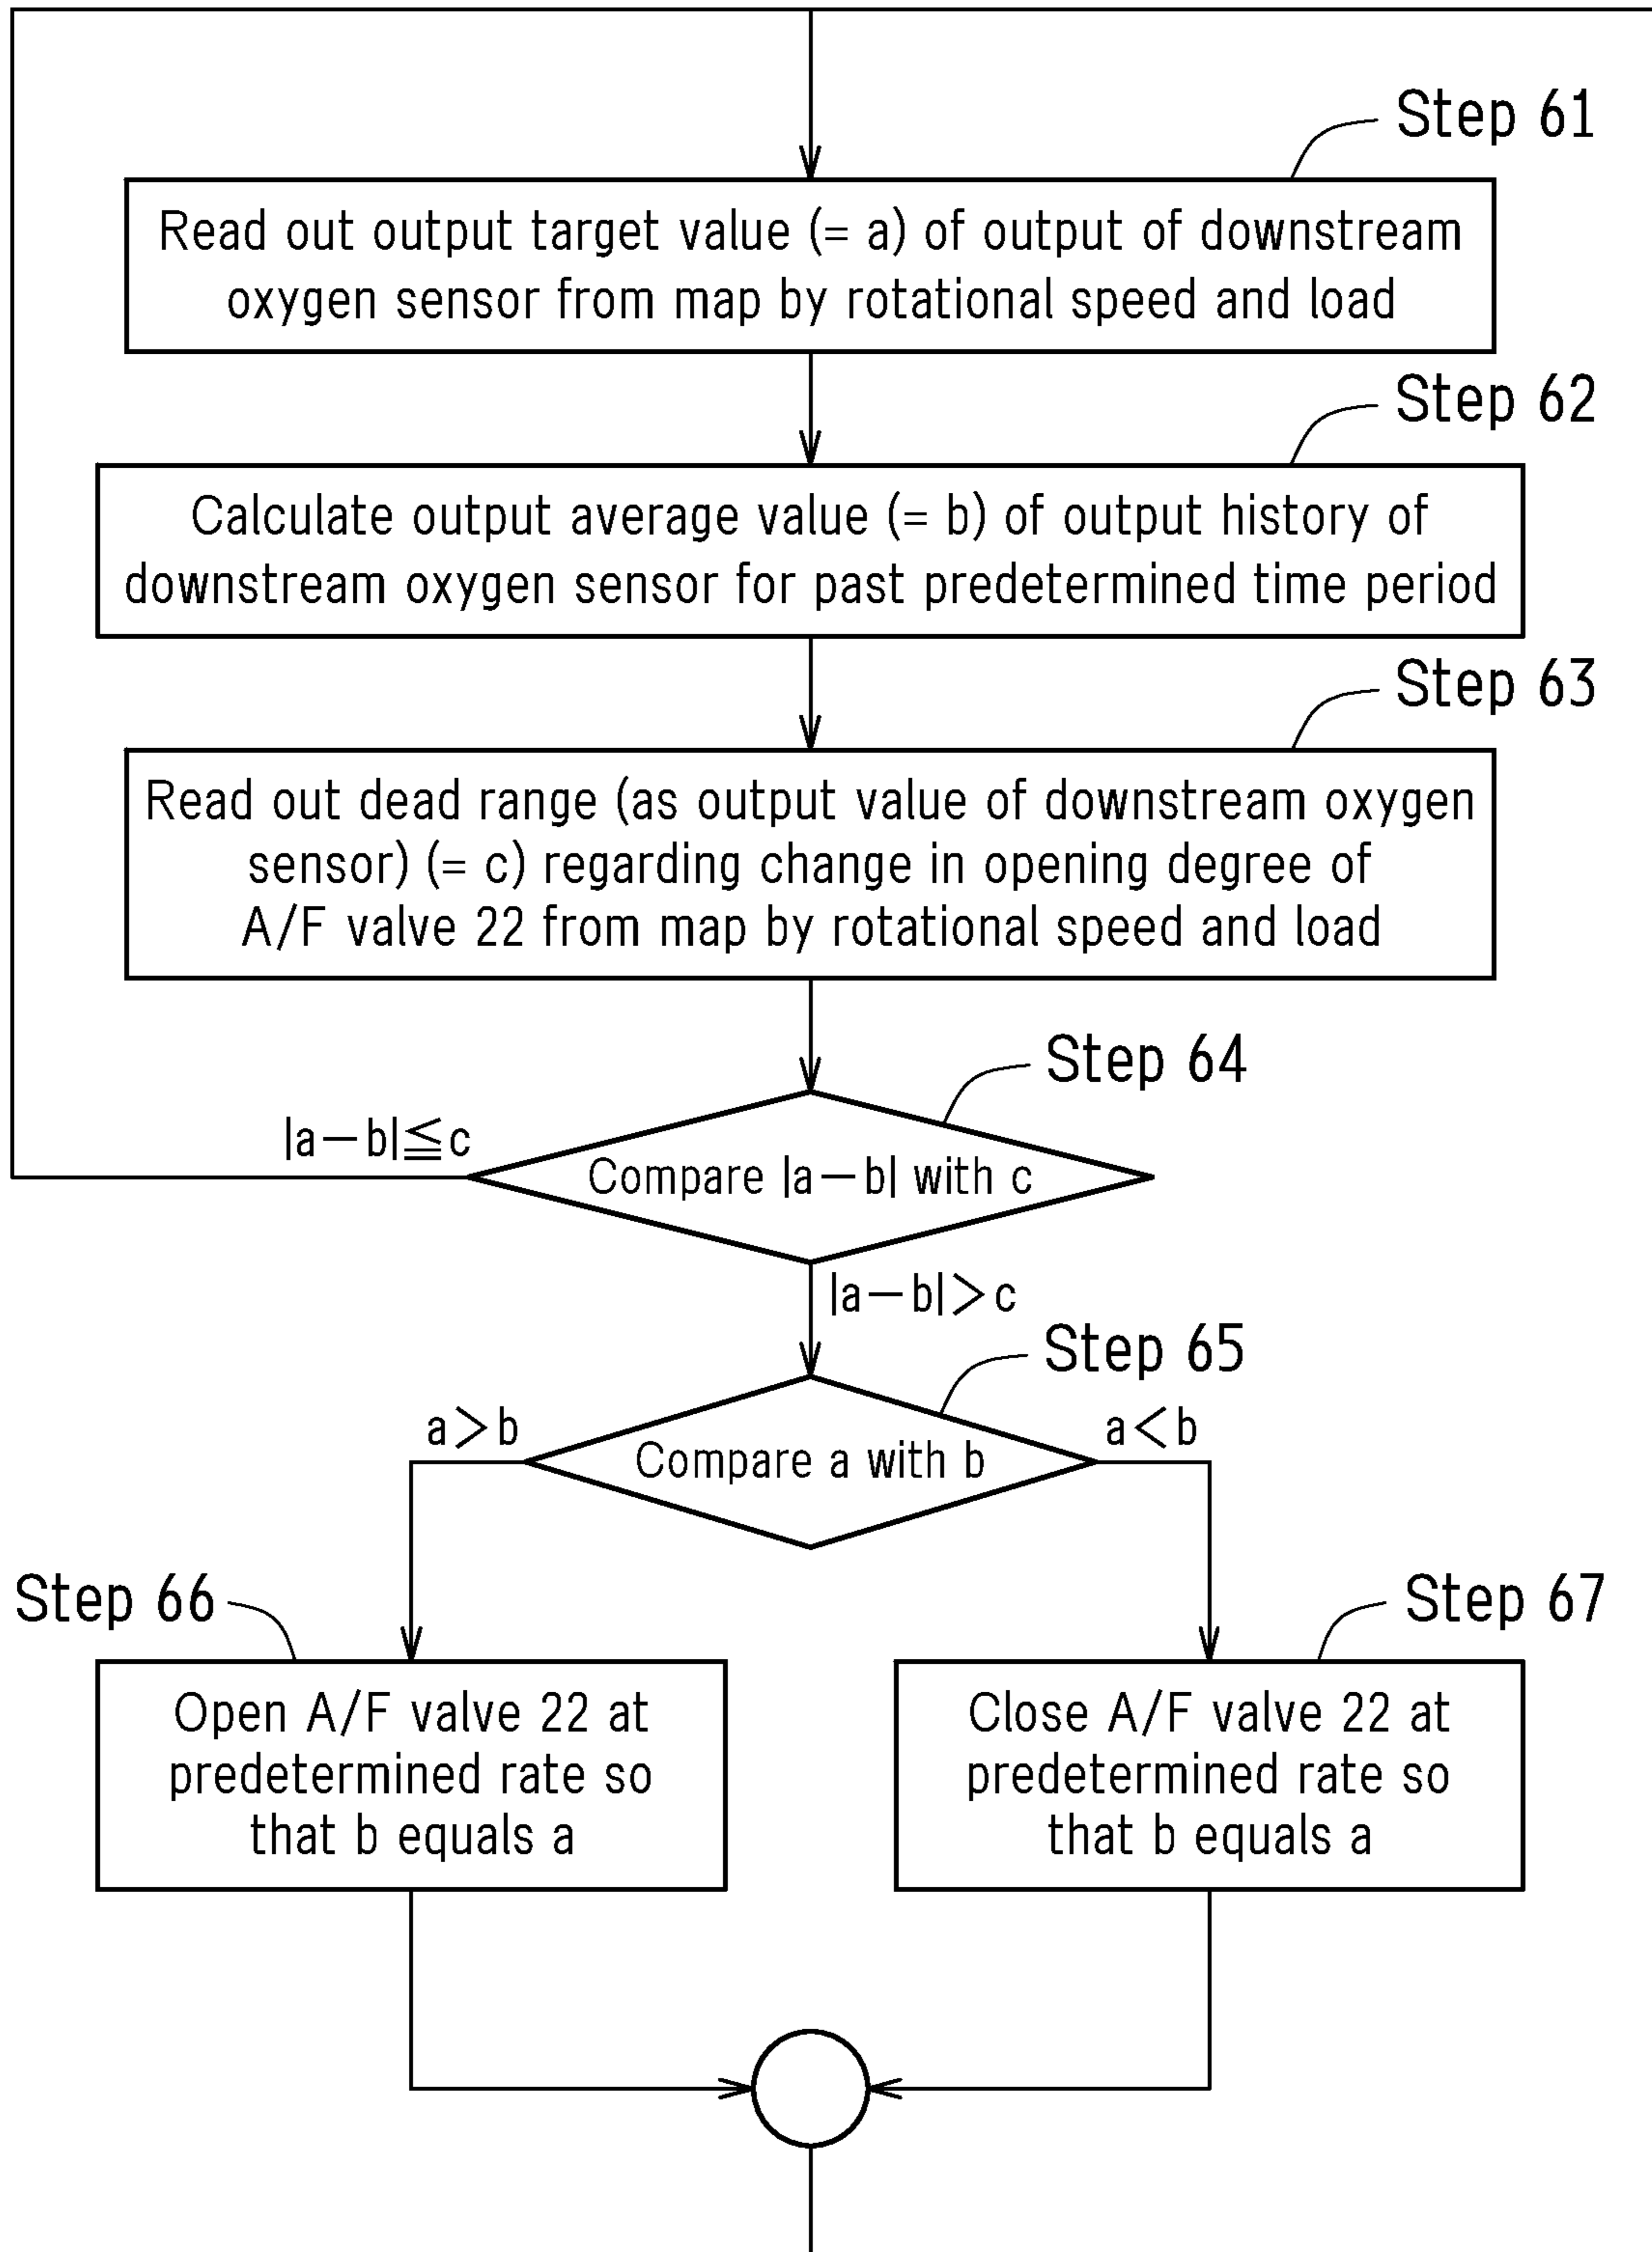 Step 61
Read out output target value (= a) of output of downstream
oxygen sensor from map by rotational speed and load
Step 62
Calculate output average value (= b) of output history of
downstream oxygen sensor for past predetermined time period
Step 63
Read out dead range (as output value of downstream oxygen
sensor) (= c) regarding change in opening degree of
A/F valve 22 from map by rotational speed and load
Step 64
|a－b|≦c
Compare |a－b| with c
|a－b|＞c
Step 65
a＞b
a＜b
Compare a with b
Step 66
Step 67
Open A/F valve 22 at
predetermined rate so
that b equals a
Close A/F valve 22 at
predetermined rate so
that b equals a